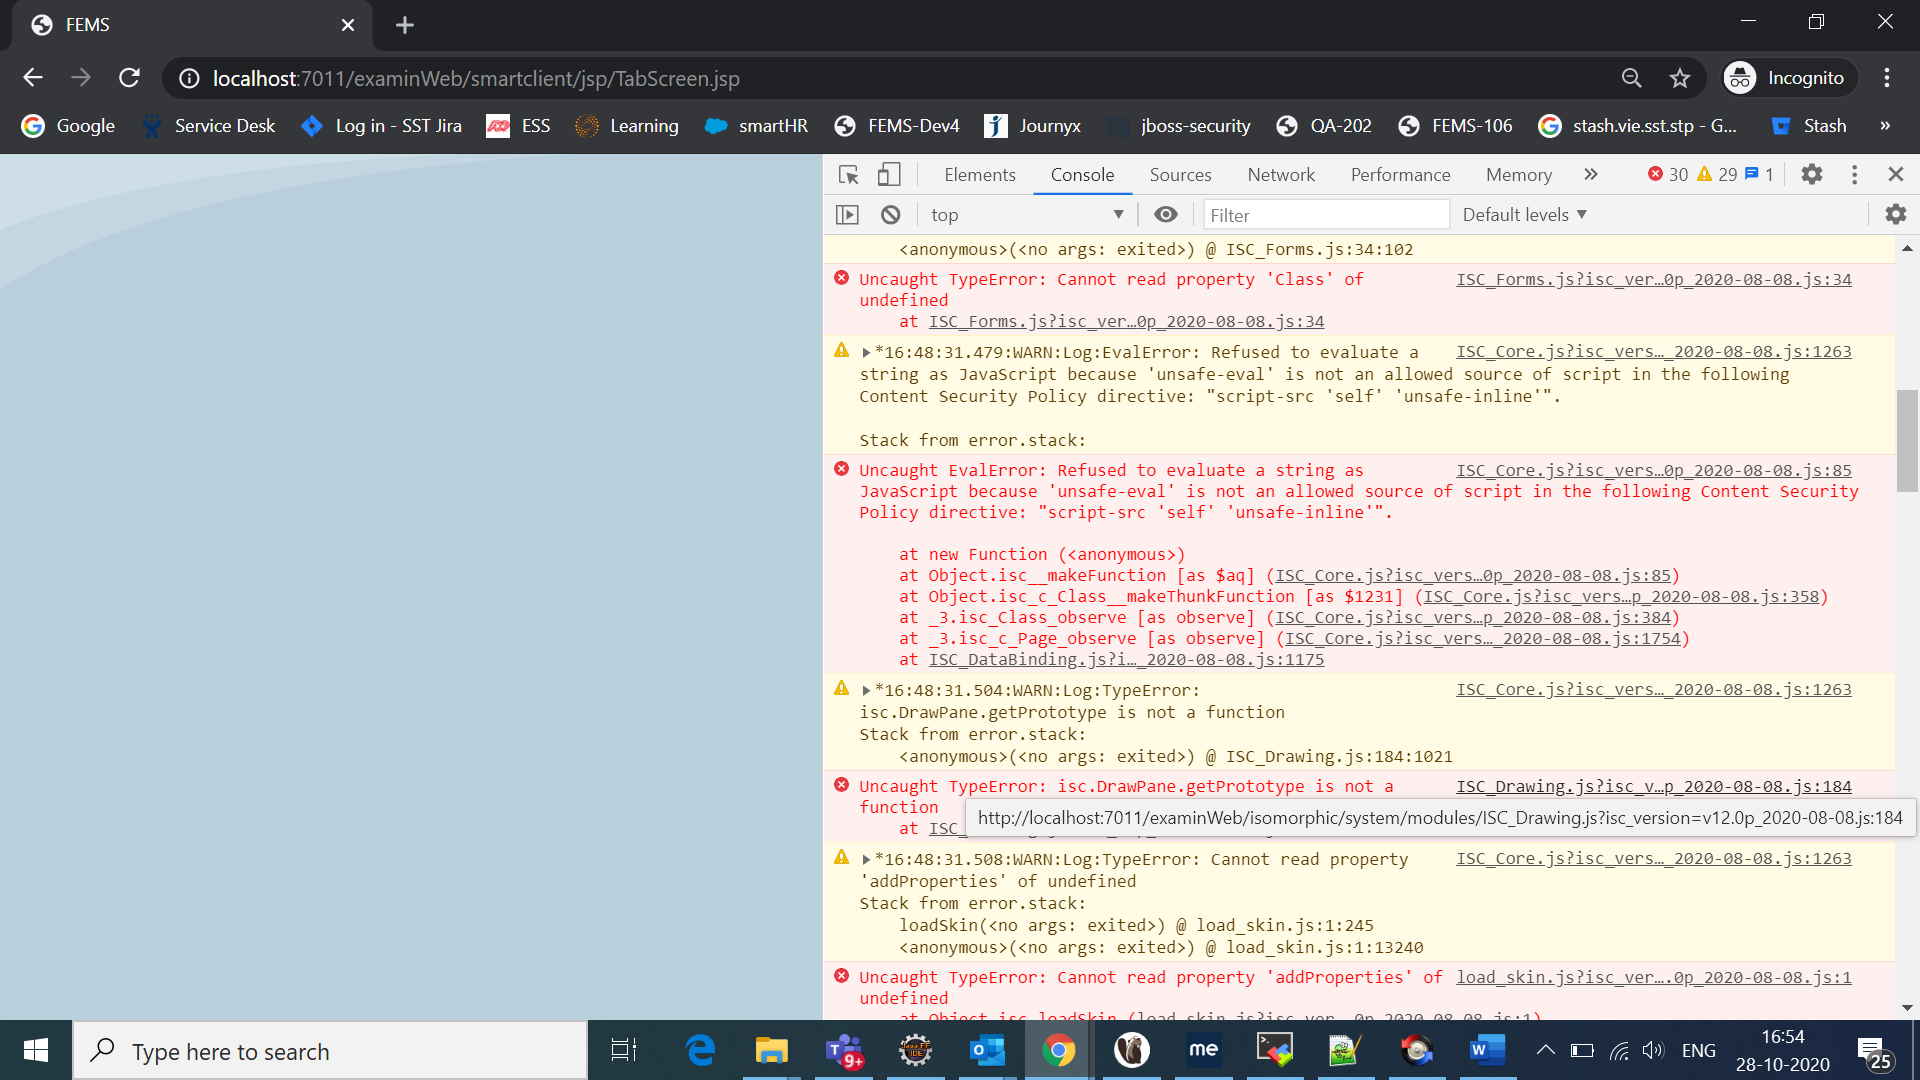 FEMS
localhost:7011/examinWeb/smartclient/jsp/TabScreen.jsp
Incognito
Google Service Desk Log in - SST Jira ESS Learning smartHR FEMS-Dev4 Journyx jboss-security QA-202 FEMS-106 stash.vie.sst.stp - G... Stash »
Elements Console Sources Network Performance Memory » 30 29 1
top Filter Default levels
<anonymous>(<no args: exited>) @ ISC_Forms.js:34:102
Uncaught TypeError: Cannot read property 'Class' of ISC_Forms.js?isc_ver…0p_2020-08-08.js:34
undefined
at ISC_Forms.js?isc_ver…0p_2020-08-08.js:34
*16:48:31.479:WARN:Log:EvalError: Refused to evaluate a ISC_Core.js?isc_vers…_2020-08-08.js:1263
string as JavaScript because 'unsafe-eval' is not an allowed source of script in the following
Content Security Policy directive: "script-src 'self' 'unsafe-inline'".
Stack from error.stack:
Uncaught EvalError: Refused to evaluate a string as ISC_Core.js?isc_vers…0p_2020-08-08.js:85
JavaScript because 'unsafe-eval' is not an allowed source of script in the following Content Security
Policy directive: "script-src 'self' 'unsafe-inline'".
at new Function (<anonymous>)
at Object.isc__makeFunction [as $aq] (ISC_Core.js?isc_vers…0p_2020-08-08.js:85)
at Object.isc_c_Class__makeThunkFunction [as $1231] (ISC_Core.js?isc_vers…p_2020-08-08.js:358)
at _3.isc_Class_observe [as observe] (ISC_Core.js?isc_vers…p_2020-08-08.js:384)
at _3.isc_c_Page_observe [as observe] (ISC_Core.js?isc_vers…_2020-08-08.js:1754)
at ISC_DataBinding.js?i…_2020-08-08.js:1175
*16:48:31.504:WARN:Log:TypeError: ISC_Core.js?isc_vers…_2020-08-08.js:1263
isc.DrawPane.getPrototype is not a function
Stack from error.stack:
<anonymous>(<no args: exited>) @ ISC_Drawing.js:184:1021
Uncaught TypeError: isc.DrawPane.getPrototype is not a ISC_Drawing.js?isc_v…p_2020-08-08.js:184
function
http://localhost:7011/examinWeb/isomorphic/system/modules/ISC_Drawing.js?isc_version=v12.0p_2020-08-08.js:184
at ISC_
*16:48:31.508:WARN:Log:TypeError: Cannot read property ISC_Core.js?isc_vers…_2020-08-08.js:1263
'addProperties' of undefined
Stack from error.stack:
loadSkin(<no args: exited>) @ load_skin.js:1:245
<anonymous>(<no args: exited>) @ load_skin.js:1:13240
Uncaught TypeError: Cannot read property 'addProperties' of load_skin.js?isc_ver….0p_2020-08-08.js:1
undefined
at Object.isc_loadSkin (load_skin.js?isc_ver….0p_2020-08-08.js:1)
Type here to search
9+
me
ENG
16:54
28-10-2020
25